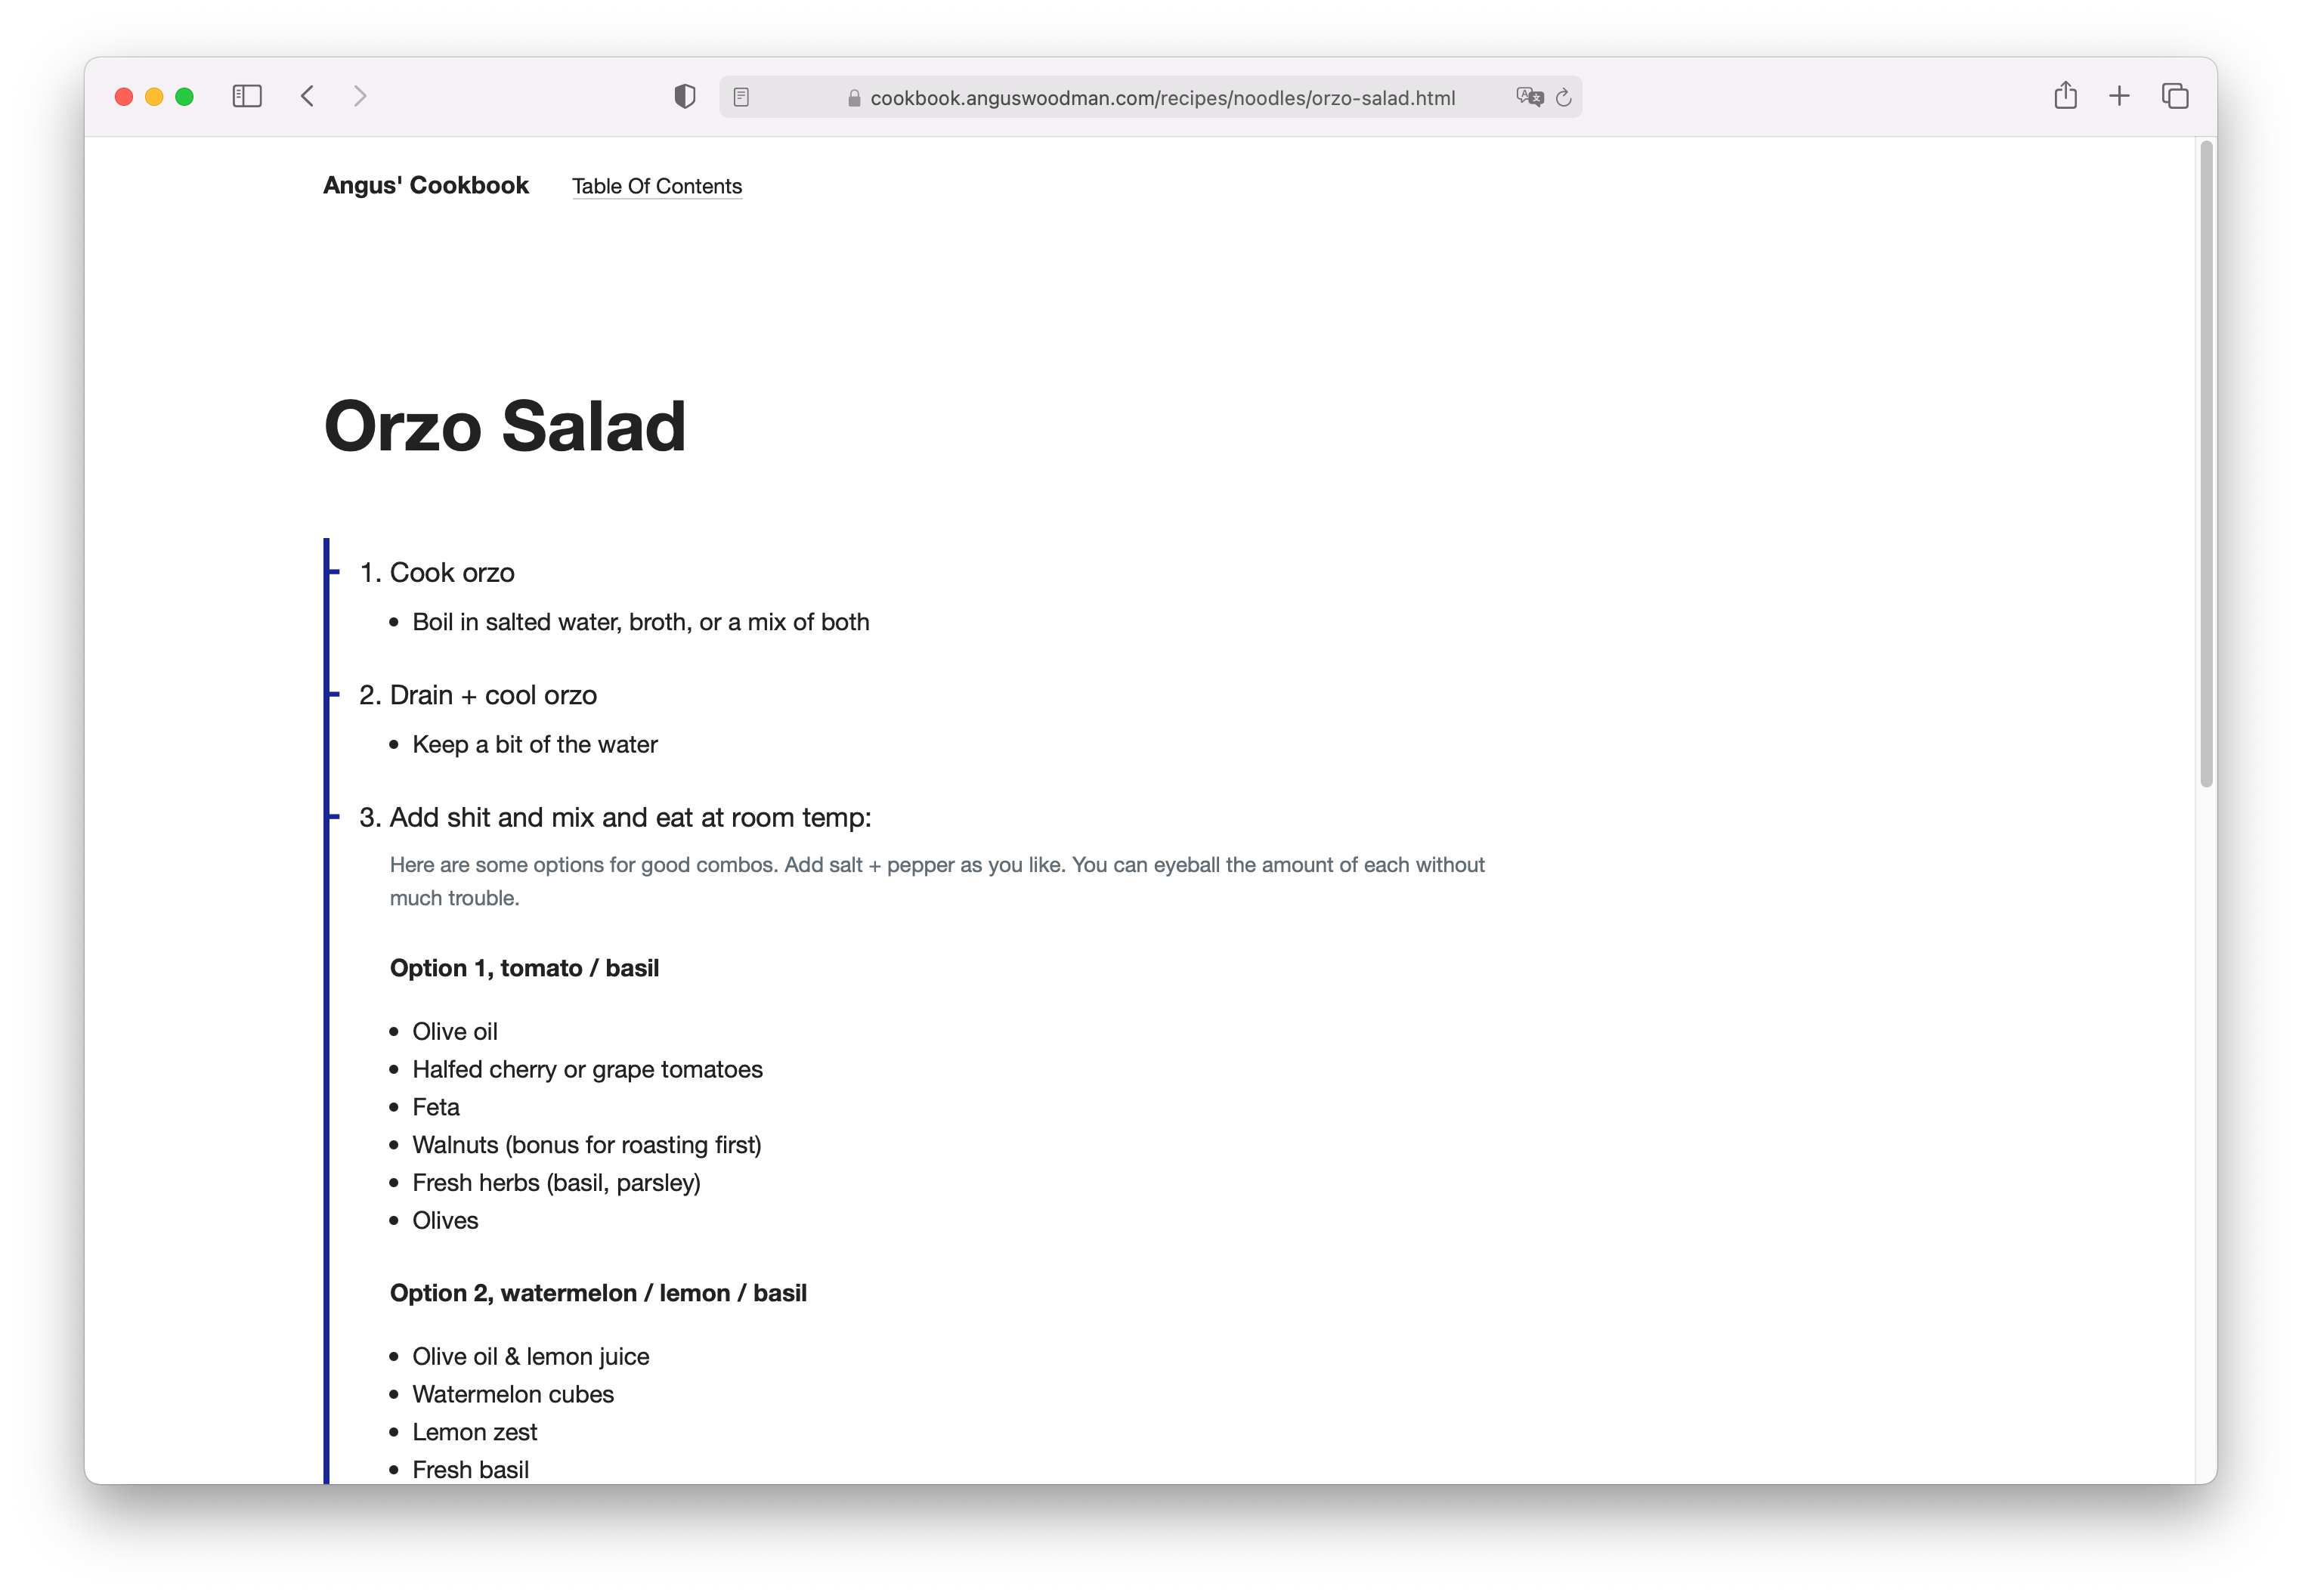 cookbook.anguswoodman.com/recipes/noodles/orzo-salad.html
Angus' Cookbook Table Of Contents
Orzo Salad
1. Cook orzo
• Boil in salted water, broth, or a mix of both
2. Drain + cool orzo
• Keep a bit of the water
3. Add shit and mix and eat at room temp:
Here are some options for good combos. Add salt + pepper as you like. You can eyeball the amount of each without
much trouble.
Option 1, tomato / basil
• Olive oil
• Halfed cherry or grape tomatoes
• Feta
• Walnuts (bonus for roasting first)
• Fresh herbs (basil, parsley)
• Olives
Option 2, watermelon / lemon / basil
• Olive oil & lemon juice
• Watermelon cubes
• Lemon zest
• Fresh basil